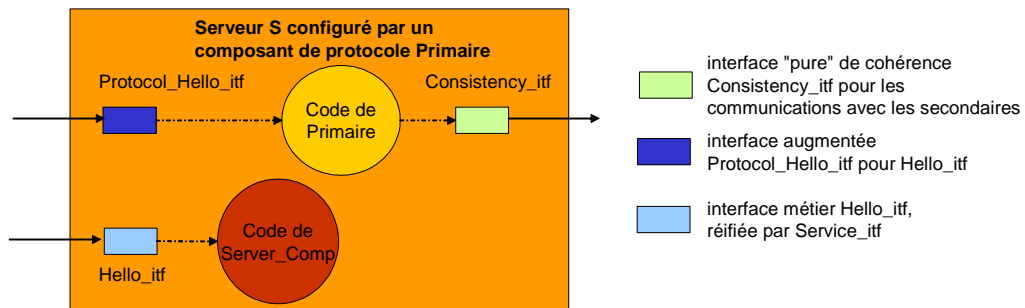 Serveur S configuré par un
composant de protocole Primaire
Protocol_Hello_itf
Consistency_itf
Code de
Primaire
Code de
Server_Comp
Hello_itf
interface "pure" de cohérence
Consistency_itf pour les
communications avec les secondaires
interface augmentée
Protocol_Hello_itf pour Hello_itf
interface métier Hello_itf,
réifiée par Service_itf